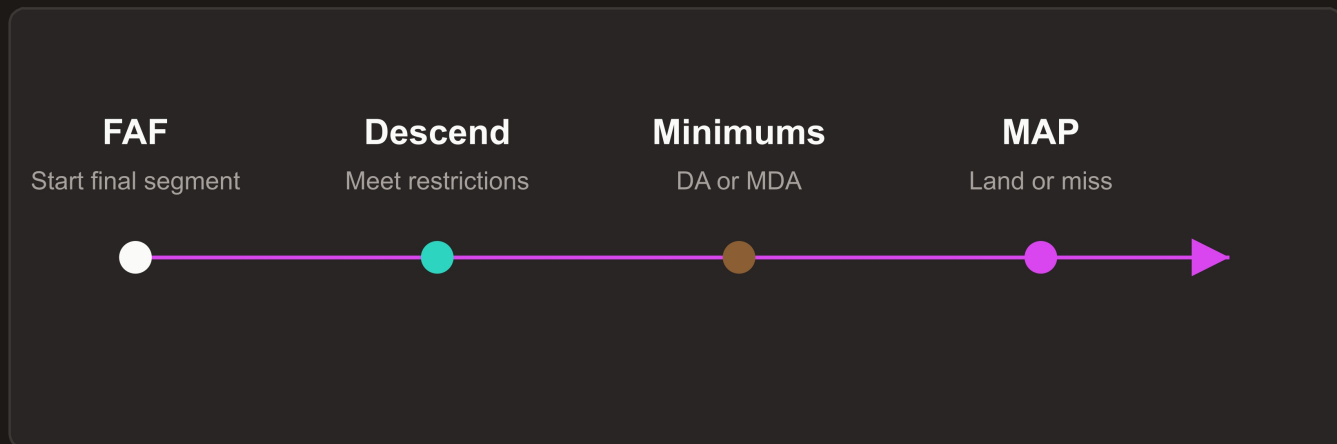 FAF
Start final segment
Descend
Meet restrictions
Minimums
DA or MDA
MAP
Land or miss